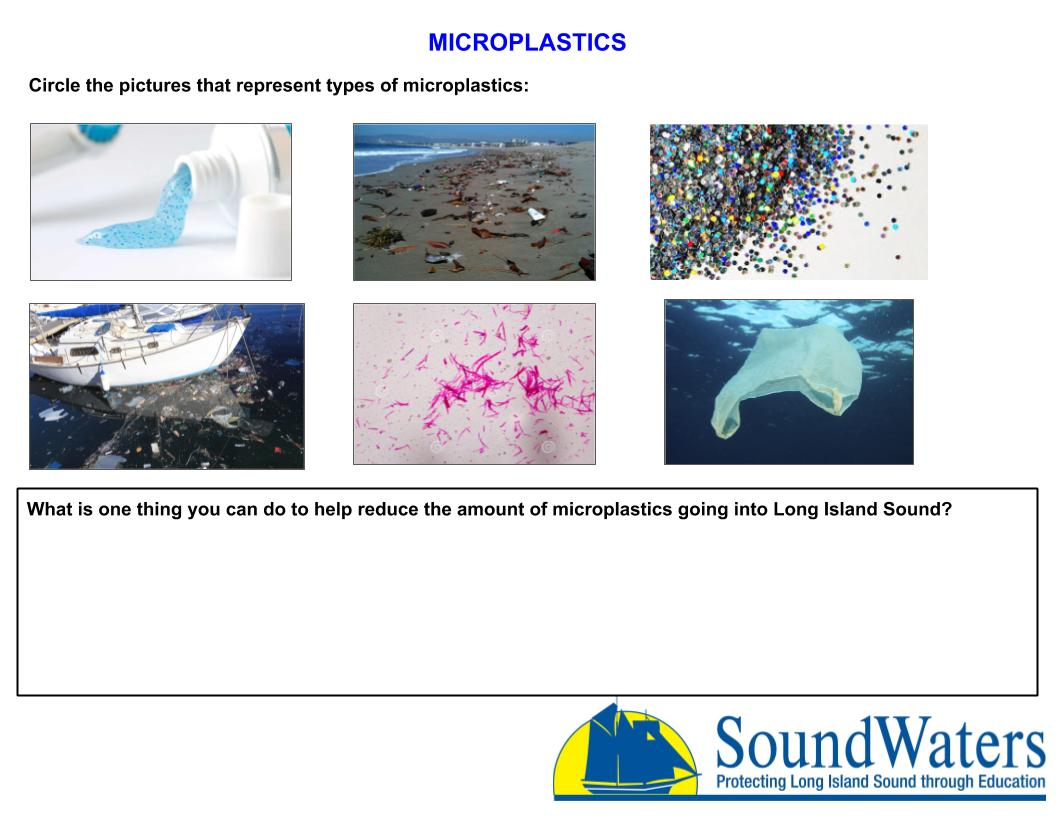 MICROPLASTICS
Circle the pictures that represent types of microplastics:
What is one thing you can do to help reduce the amount of microplastics going into Long Island Sound?
SoundWaters
Protecting Long Island Sound through Education